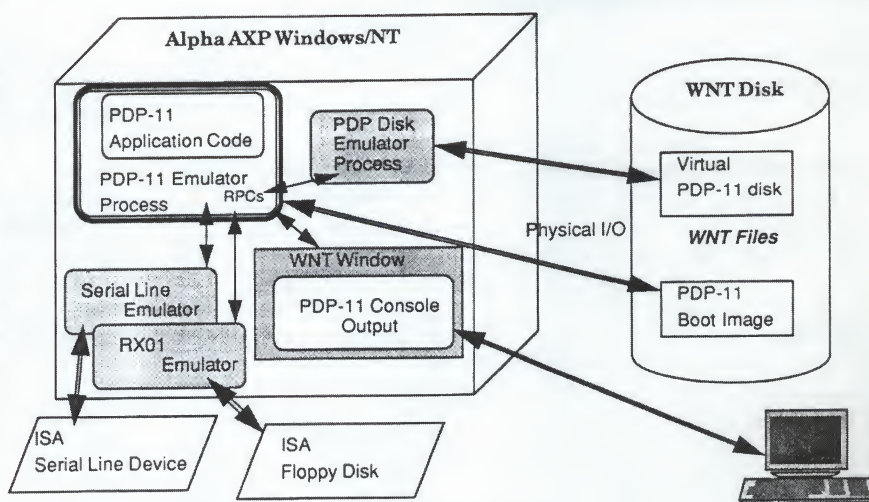 Alpha AXP Windows/NT
PDP-11
Application Code
PDP-11 Emulator
Process
RPCs
PDP Disk
Emulator
Process
WNT Window
PDP-11 Console
Output
Serial Line
Emulator
RX01
Emulator
ISA
Serial Line Device
ISA
Floppy Disk
Physical I/O
WNT Disk
Virtual
PDP-11 disk
WNT Files
PDP-11
Boot Image